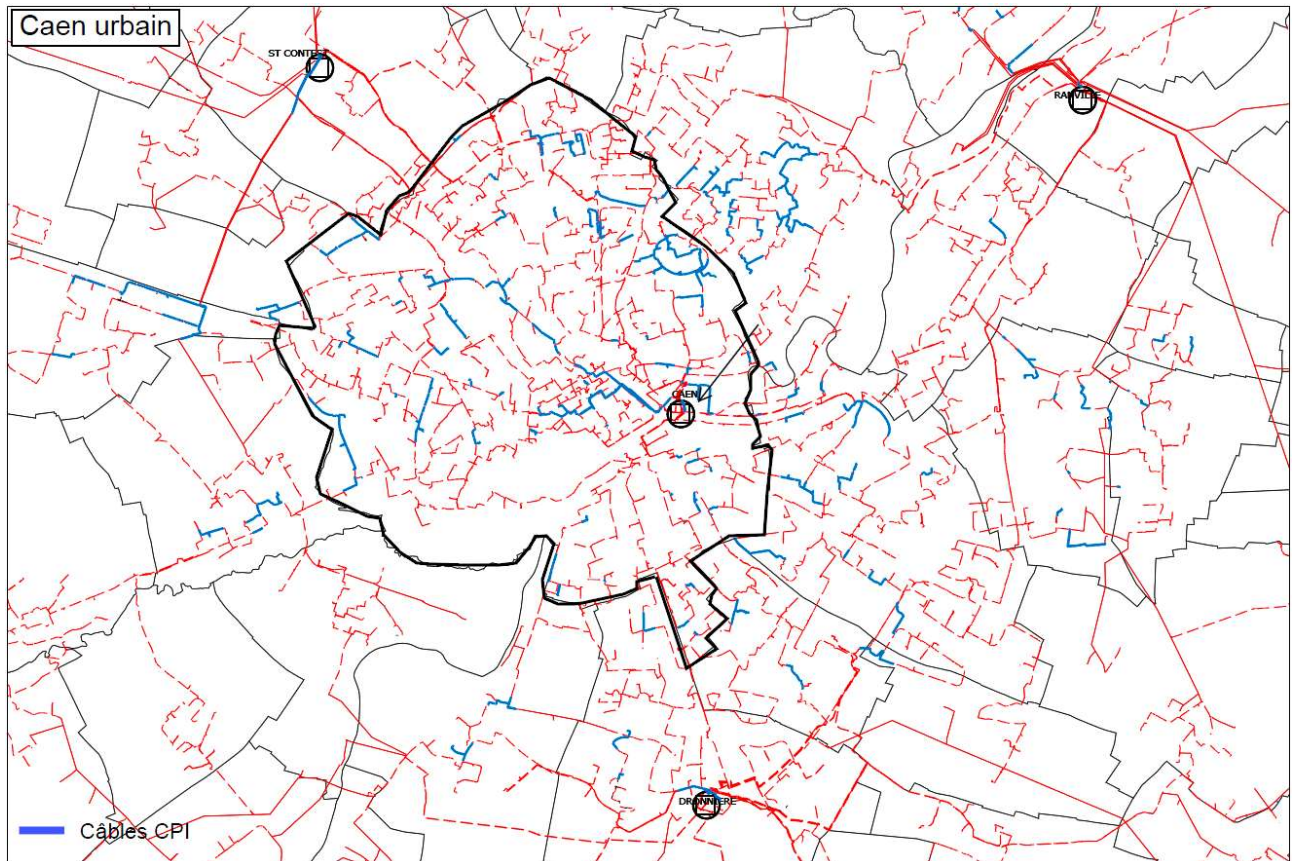 Caen urbain
ST CONTEST
RANVILLE
CAEN
DRONNIERE
Câbles CPI